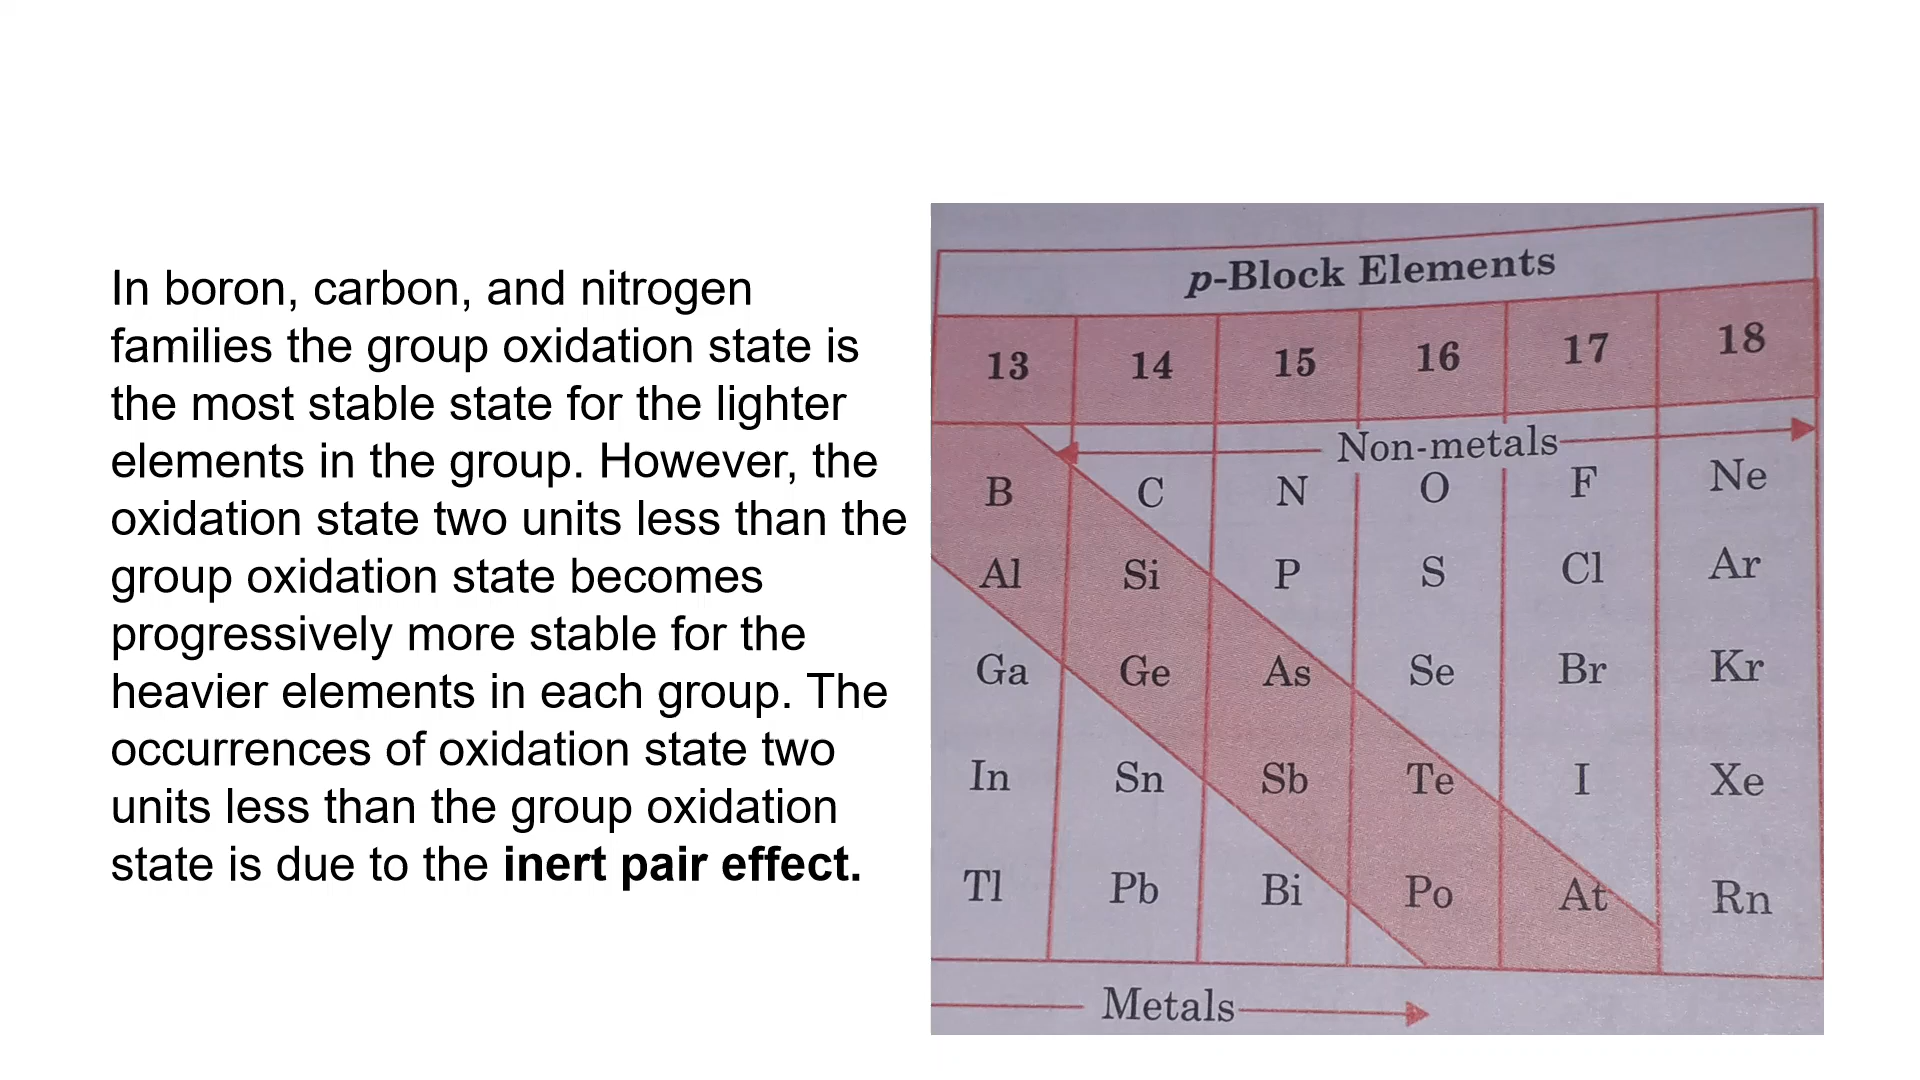 In boron, carbon, and nitrogen
families the group oxidation state is
the most stable state for the lighter
elements in the group. However, the
oxidation state two units less than the
group oxidation state becomes
progressively more stable for the
heavier elements in each group. The
occurrences of oxidation state two
units less than the group oxidation
state is due to the inert pair effect.
p-Block Elements
13 14 15 16 17 18
Non-metals
B C N O F Ne
Al Si P S Cl Ar
Ga Ge As Se Br Kr
In Sn Sb Te I Xe
Tl Pb Bi Po At Rn
Metals